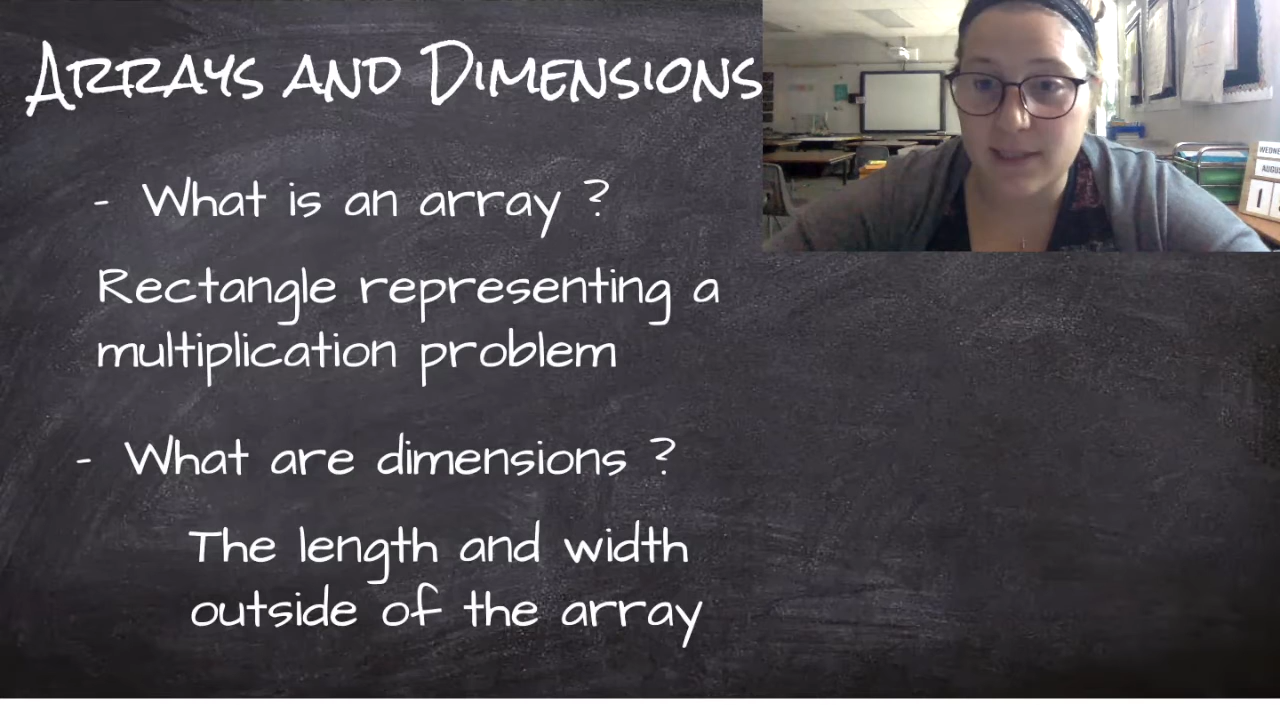 Arrays and Dimensions
- What is an array ?
Rectangle representing a
multiplication problem
- What are dimensions ?
The length and width
outside of the array